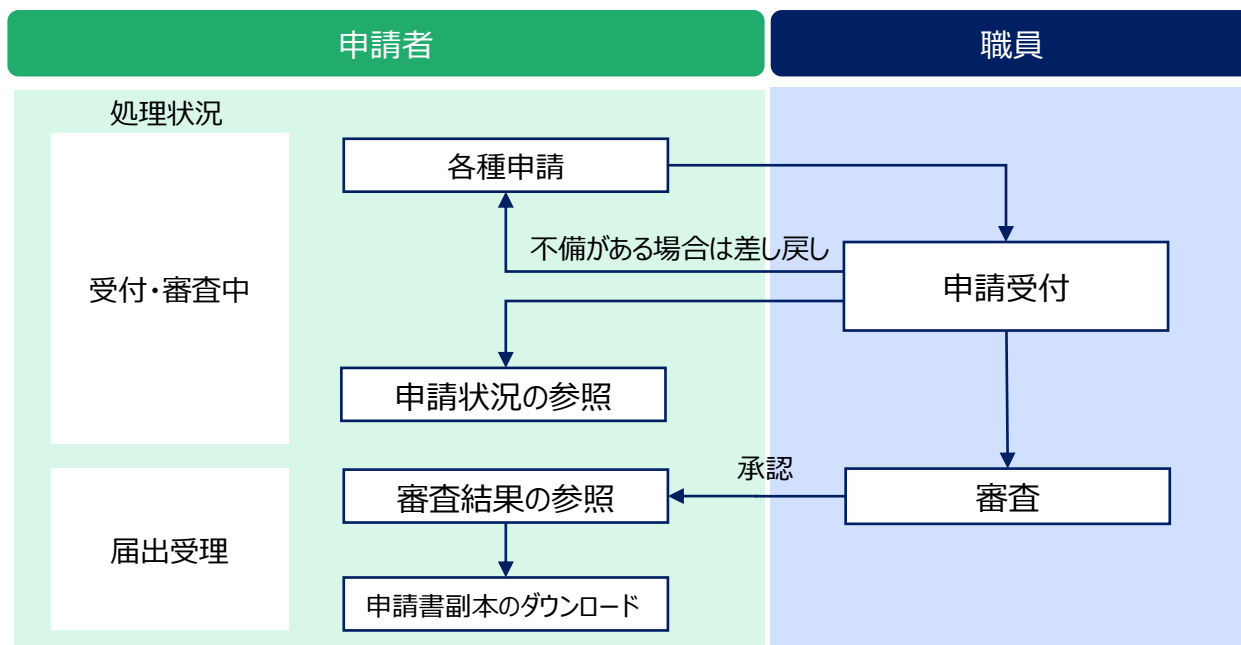 申請者
職員
処理状況
各種申請
不備がある場合は差し戻し
受付・審査中
申請受付
申請状況の参照
承認
審査結果の参照
審査
届出受理
申請書副本のダウンロード